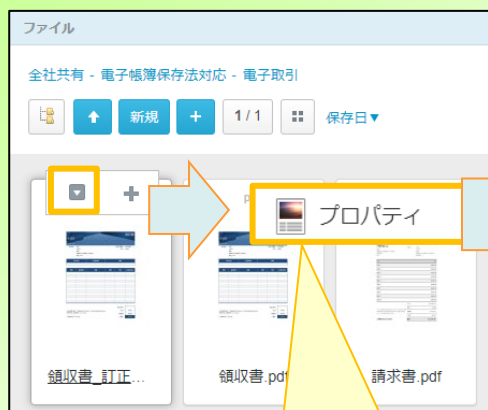 ファイル
全社共有 - 電子帳簿保存法対応 - 電子取引
新規 + 1 / 1 保存日▼
プロパティ
領収書_訂正... 領収書.pdf 請求書.pdf